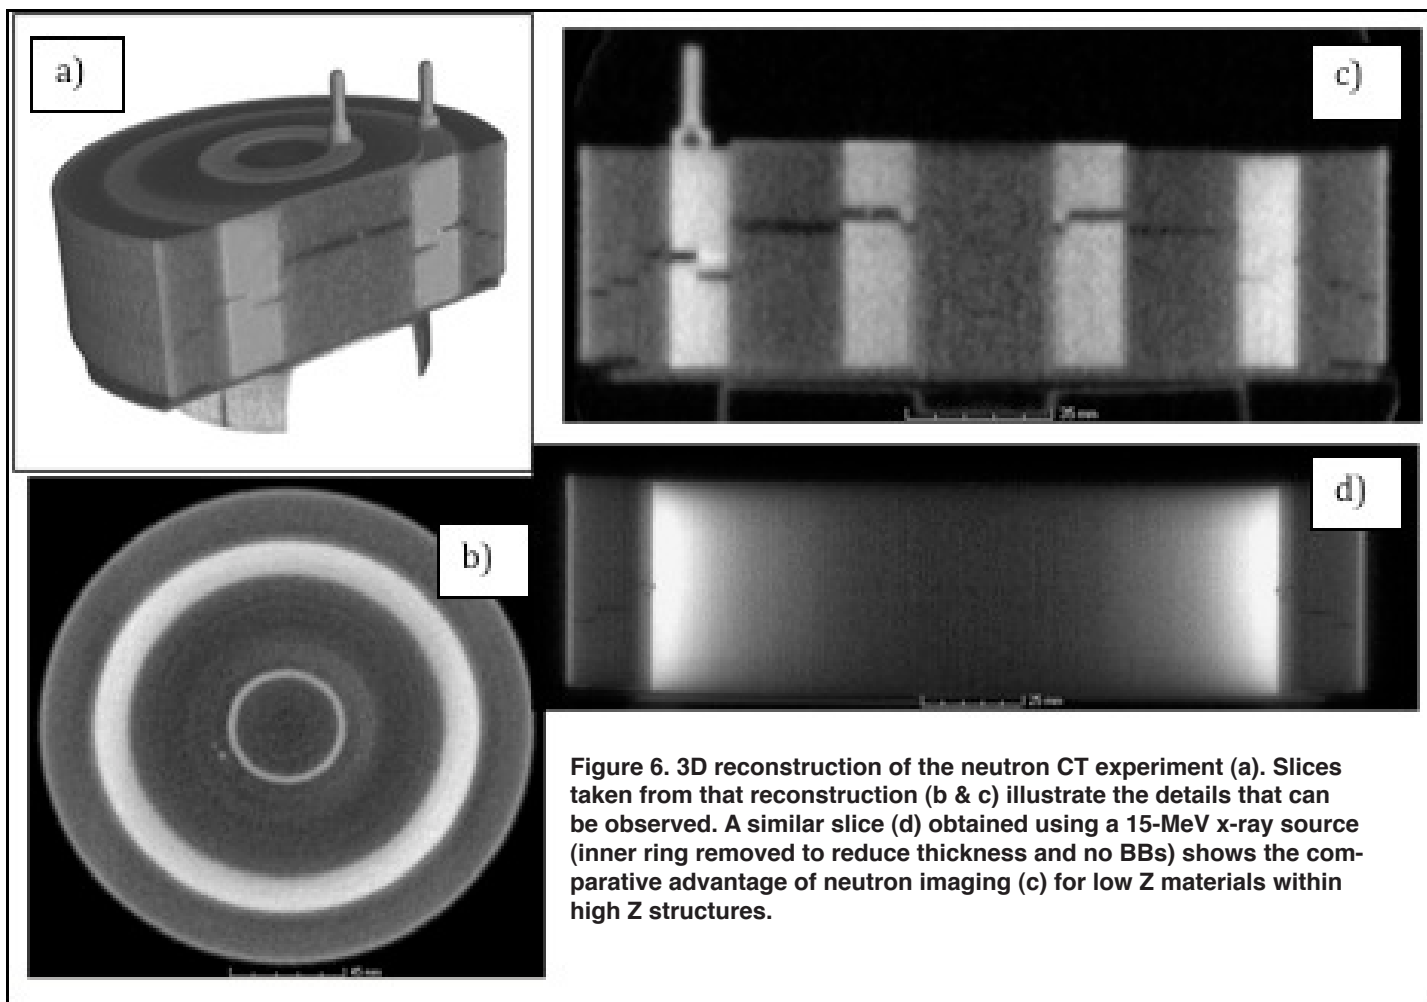 a)
c)
b)
d)
25 mm
Figure 6. 3D reconstruction of the neutron CT experiment (a). Slices
taken from that reconstruction (b & c) illustrate the details that can
be observed. A similar slice (d) obtained using a 15-MeV x-ray source
(inner ring removed to reduce thickness and no BBs) shows the com-
parative advantage of neutron imaging (c) for low Z materials within
high Z structures.